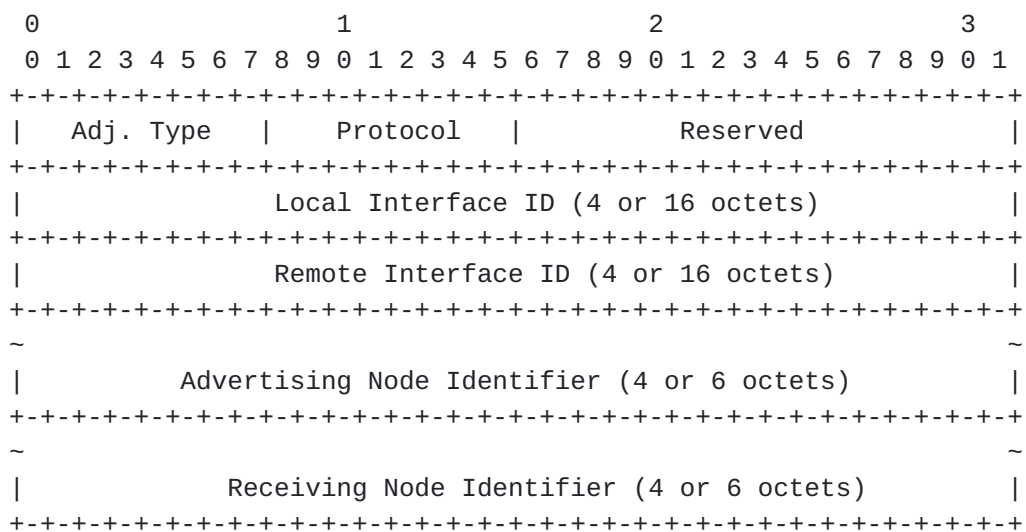 0                   1                   2                   3
 0 1 2 3 4 5 6 7 8 9 0 1 2 3 4 5 6 7 8 9 0 1 2 3 4 5 6 7 8 9 0 1
+-+-+-+-+-+-+-+-+-+-+-+-+-+-+-+-+-+-+-+-+-+-+-+-+-+-+-+-+-+-+-+-+
|   Adj. Type   |    Protocol   |          Reserved             |
+-+-+-+-+-+-+-+-+-+-+-+-+-+-+-+-+-+-+-+-+-+-+-+-+-+-+-+-+-+-+-+-+
|                Local Interface ID (4 or 16 octets)            |
+-+-+-+-+-+-+-+-+-+-+-+-+-+-+-+-+-+-+-+-+-+-+-+-+-+-+-+-+-+-+-+-+
|                Remote Interface ID (4 or 16 octets)           |
+-+-+-+-+-+-+-+-+-+-+-+-+-+-+-+-+-+-+-+-+-+-+-+-+-+-+-+-+-+-+-+-+
~                                                               ~
|          Advertising Node Identifier (4 or 6 octets)          |
+-+-+-+-+-+-+-+-+-+-+-+-+-+-+-+-+-+-+-+-+-+-+-+-+-+-+-+-+-+-+-+-+
~                                                               ~
|             Receiving Node Identifier (4 or 6 octets)         |
+-+-+-+-+-+-+-+-+-+-+-+-+-+-+-+-+-+-+-+-+-+-+-+-+-+-+-+-+-+-+-+-+